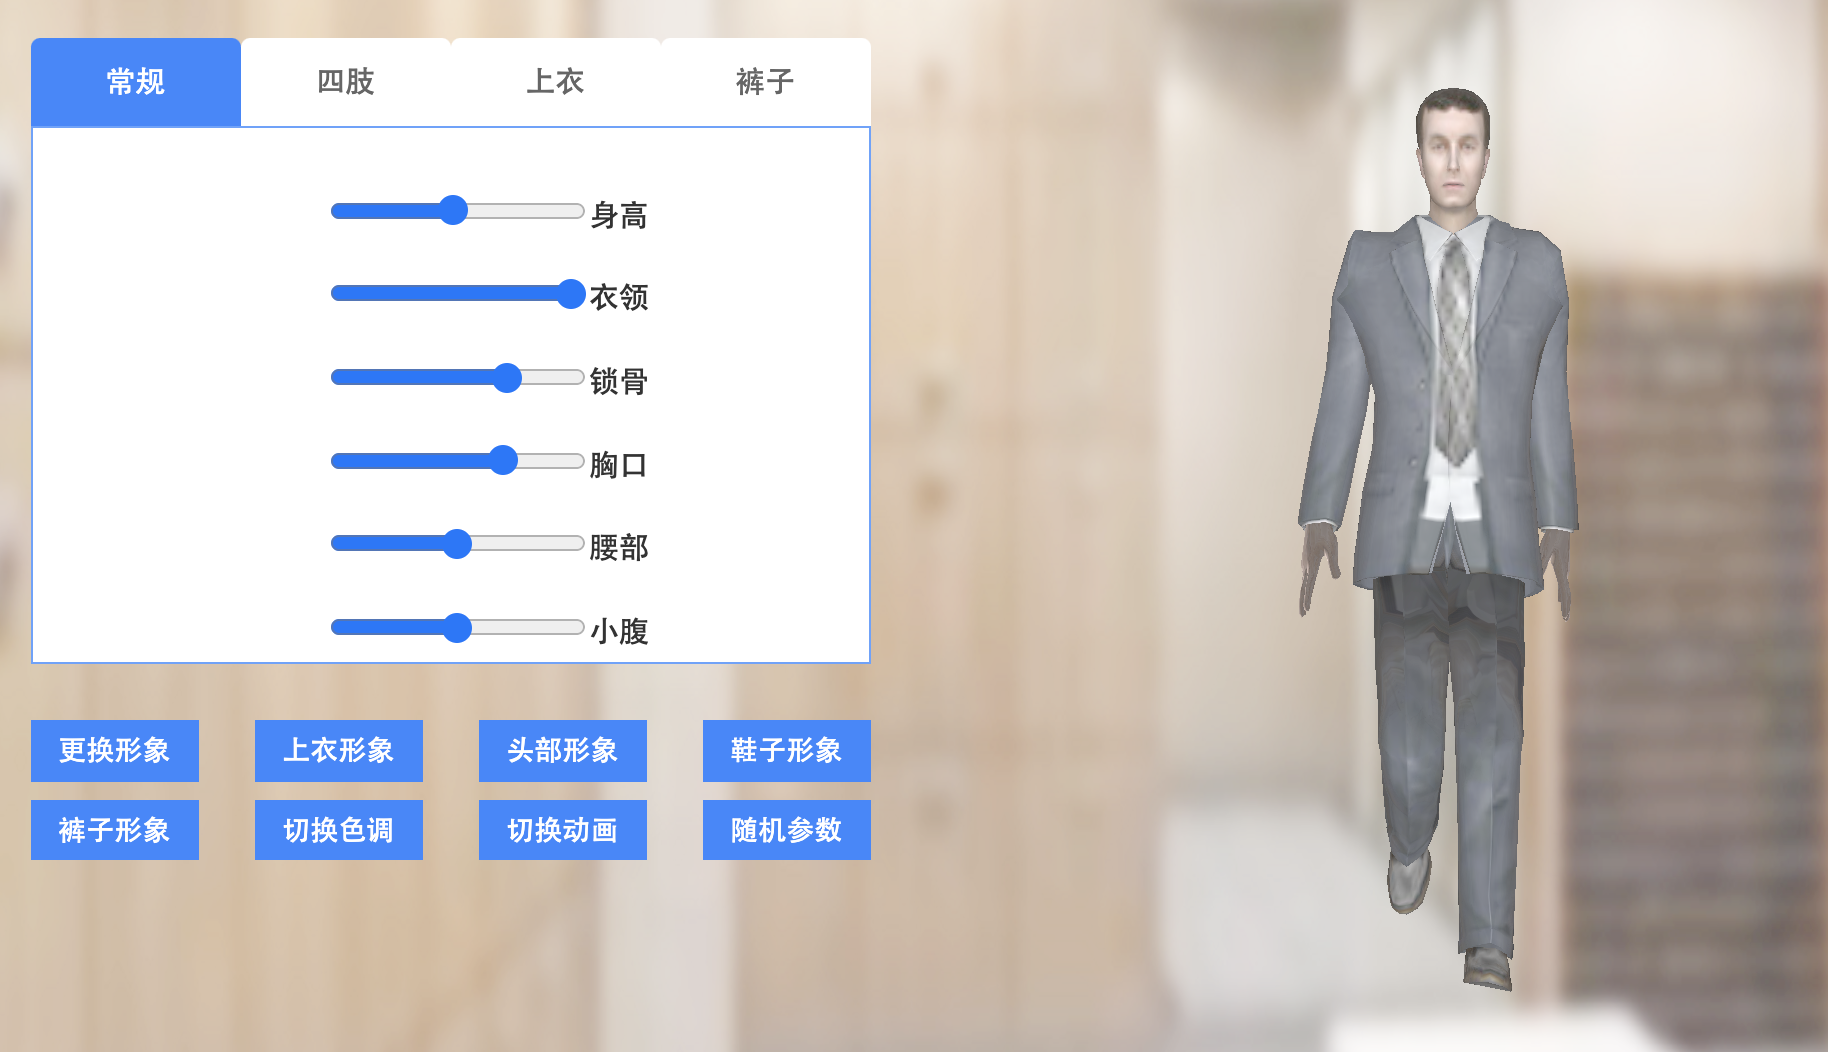 常规 四肢 上衣 裤子
身高
衣领
锁骨
胸口
腰部
小腹
更换形象 上衣形象 头部形象 鞋子形象
裤子形象 切换色调 切换动画 随机参数